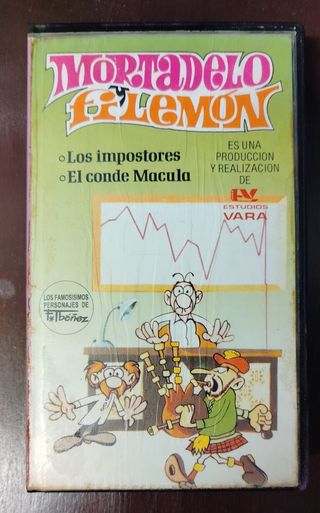 MORTADELO
y
FILEMÓN
Los impostores
El conde Macula
ES UNA
PRODUCCION
Y REALIZACION
DE
EV
ESTUDIOS
VARA
LOS FAMOSISIMOS
PERSONAJES DE
F. Ibáñez